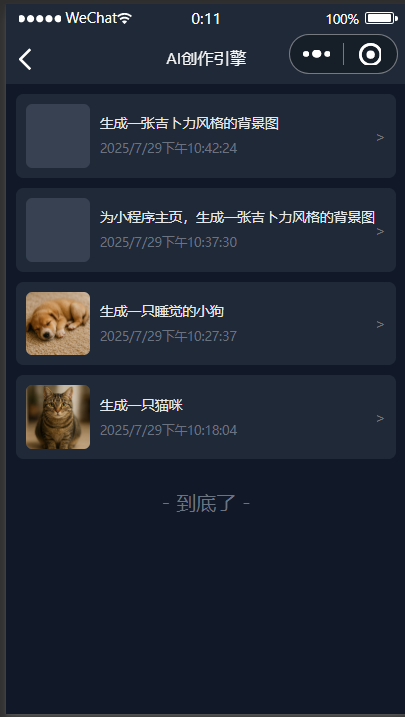 WeChat 0:11 100%
AI创作引擎
生成一张吉卜力风格的背景图
2025/7/29下午10:42:24
>
为小程序主页，生成一张吉卜力风格的背景图
2025/7/29下午10:37:30
>
生成一只睡觉的小狗
2025/7/29下午10:27:37
>
生成一只猫咪
2025/7/29下午10:18:04
>
- 到底了 -